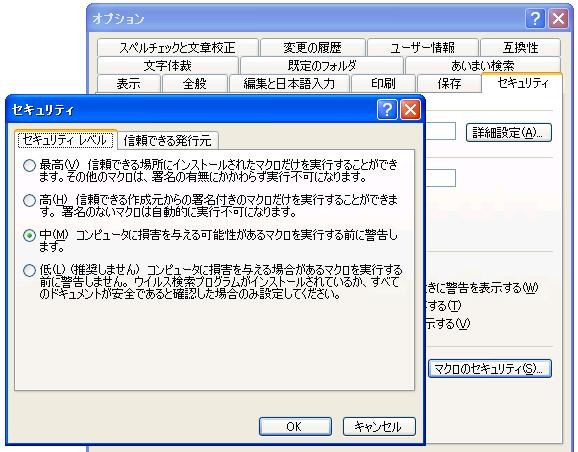 オプション
スペルチェックと文章校正 変更の履歴 ユーザー情報 互換性
文字体裁 既定のフォルダ あいまい検索
表示 全般 編集と日本語入力 印刷 保存 セキュリティ
詳細設定(A)...
きに警告を表示する(W)
する(T)
示する(V)
マクロのセキュリティ(S)...
セキュリティ
セキュリティ レベル 信頼できる発行元
最高(V) 信頼できる場所にインストールされたマクロだけを実行することができ
ます。その他のマクロは、署名の有無にかかわらず実行不可になります。
高(H) 信頼できる作成元からの署名付きのマクロだけを実行することができま
す。署名のないマクロは自動的に実行不可になります。
中(M) コンピュータに損害を与える可能性があるマクロを実行する前に警告し
ます。
低(L) (推奨しません) コンピュータに損害を与える場合があるマクロを実行する
前に警告しません。ウイルス検索プログラムがインストールされているか、すべて
のドキュメントが安全であると確認した場合のみ設定してください。
OK キャンセル